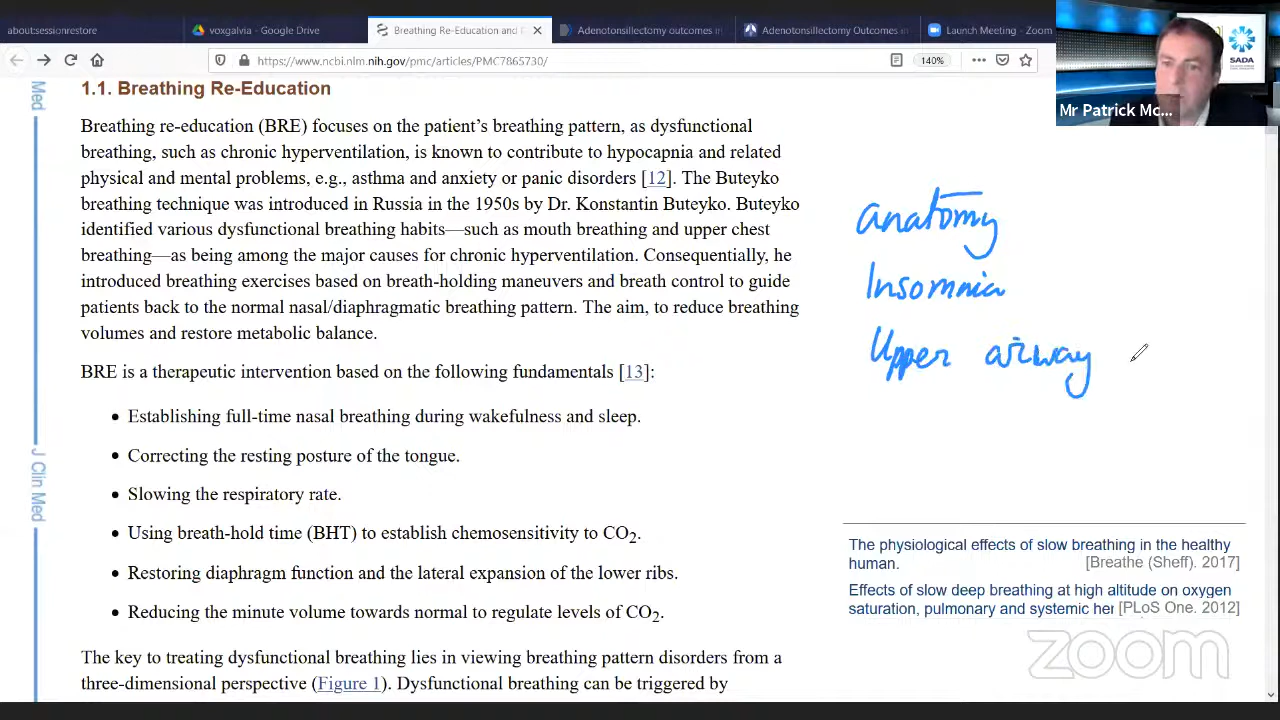 about:sessionrestore
voxgalvia - Google Drive
Breathing Re-Education and
Adenotonsillectomy outcomes in
Adenotonsillectomy Outcomes in
Launch Meeting - Zoom
https://www.ncbi.nlm.nih.gov/pmc/articles/PMC7865730/
140%
SADA
Mr Patrick Mc...
Med
J Clin Med
1.1. Breathing Re-Education
Breathing re-education (BRE) focuses on the patient’s breathing pattern, as dysfunctional
breathing, such as chronic hyperventilation, is known to contribute to hypocapnia and related
physical and mental problems, e.g., asthma and anxiety or panic disorders [12]. The Buteyko
breathing technique was introduced in Russia in the 1950s by Dr. Konstantin Buteyko. Buteyko
identified various dysfunctional breathing habits—such as mouth breathing and upper chest
breathing—as being among the major causes for chronic hyperventilation. Consequently, he
introduced breathing exercises based on breath-holding maneuvers and breath control to guide
patients back to the normal nasal/diaphragmatic breathing pattern. The aim, to reduce breathing
volumes and restore metabolic balance.
BRE is a therapeutic intervention based on the following fundamentals [13]:
• Establishing full-time nasal breathing during wakefulness and sleep.
• Correcting the resting posture of the tongue.
• Slowing the respiratory rate.
• Using breath-hold time (BHT) to establish chemosensitivity to CO2.
• Restoring diaphragm function and the lateral expansion of the lower ribs.
• Reducing the minute volume towards normal to regulate levels of CO2.
The key to treating dysfunctional breathing lies in viewing breathing pattern disorders from a
three-dimensional perspective (Figure 1). Dysfunctional breathing can be triggered by
anatomy
Insomnia
Upper airway
The physiological effects of slow breathing in the healthy
human. [Breathe (Sheff). 2017]
Effects of slow deep breathing at high altitude on oxygen
saturation, pulmonary and systemic her [PLoS One. 2012]
zoom